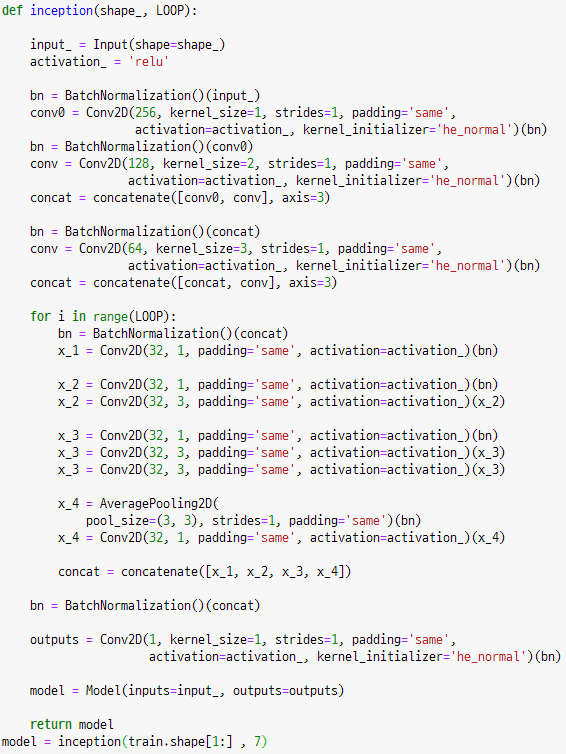 def inception(shape_, LOOP):
    input_ = Input(shape=shape_)
    activation_ = 'relu'
    bn = BatchNormalization()(input_)
    conv0 = Conv2D(256, kernel_size=1, strides=1, padding='same',
                   activation=activation_, kernel_initializer='he_normal')(bn)
    bn = BatchNormalization()(conv0)
    conv = Conv2D(128, kernel_size=2, strides=1, padding='same',
                  activation=activation_, kernel_initializer='he_normal')(bn)
    concat = concatenate([conv0, conv], axis=3)
    bn = BatchNormalization()(concat)
    conv = Conv2D(64, kernel_size=3, strides=1, padding='same',
                  activation=activation_, kernel_initializer='he_normal')(bn)
    concat = concatenate([concat, conv], axis=3)
    for i in range(LOOP):
        bn = BatchNormalization()(concat)
        x_1 = Conv2D(32, 1, padding='same', activation=activation_)(bn)
        x_2 = Conv2D(32, 1, padding='same', activation=activation_)(bn)
        x_2 = Conv2D(32, 3, padding='same', activation=activation_)(x_2)
        x_3 = Conv2D(32, 1, padding='same', activation=activation_)(bn)
        x_3 = Conv2D(32, 3, padding='same', activation=activation_)(x_3)
        x_3 = Conv2D(32, 3, padding='same', activation=activation_)(x_3)
        x_4 = AveragePooling2D(
            pool_size=(3, 3), strides=1, padding='same')(bn)
        x_4 = Conv2D(32, 1, padding='same', activation=activation_)(x_4)
        concat = concatenate([x_1, x_2, x_3, x_4])
    bn = BatchNormalization()(concat)
    outputs = Conv2D(1, kernel_size=1, strides=1, padding='same',
                     activation=activation_, kernel_initializer='he_normal')(bn)
    model = Model(inputs=input_, outputs=outputs)
    return model
model = inception(train.shape[1:] , 7)